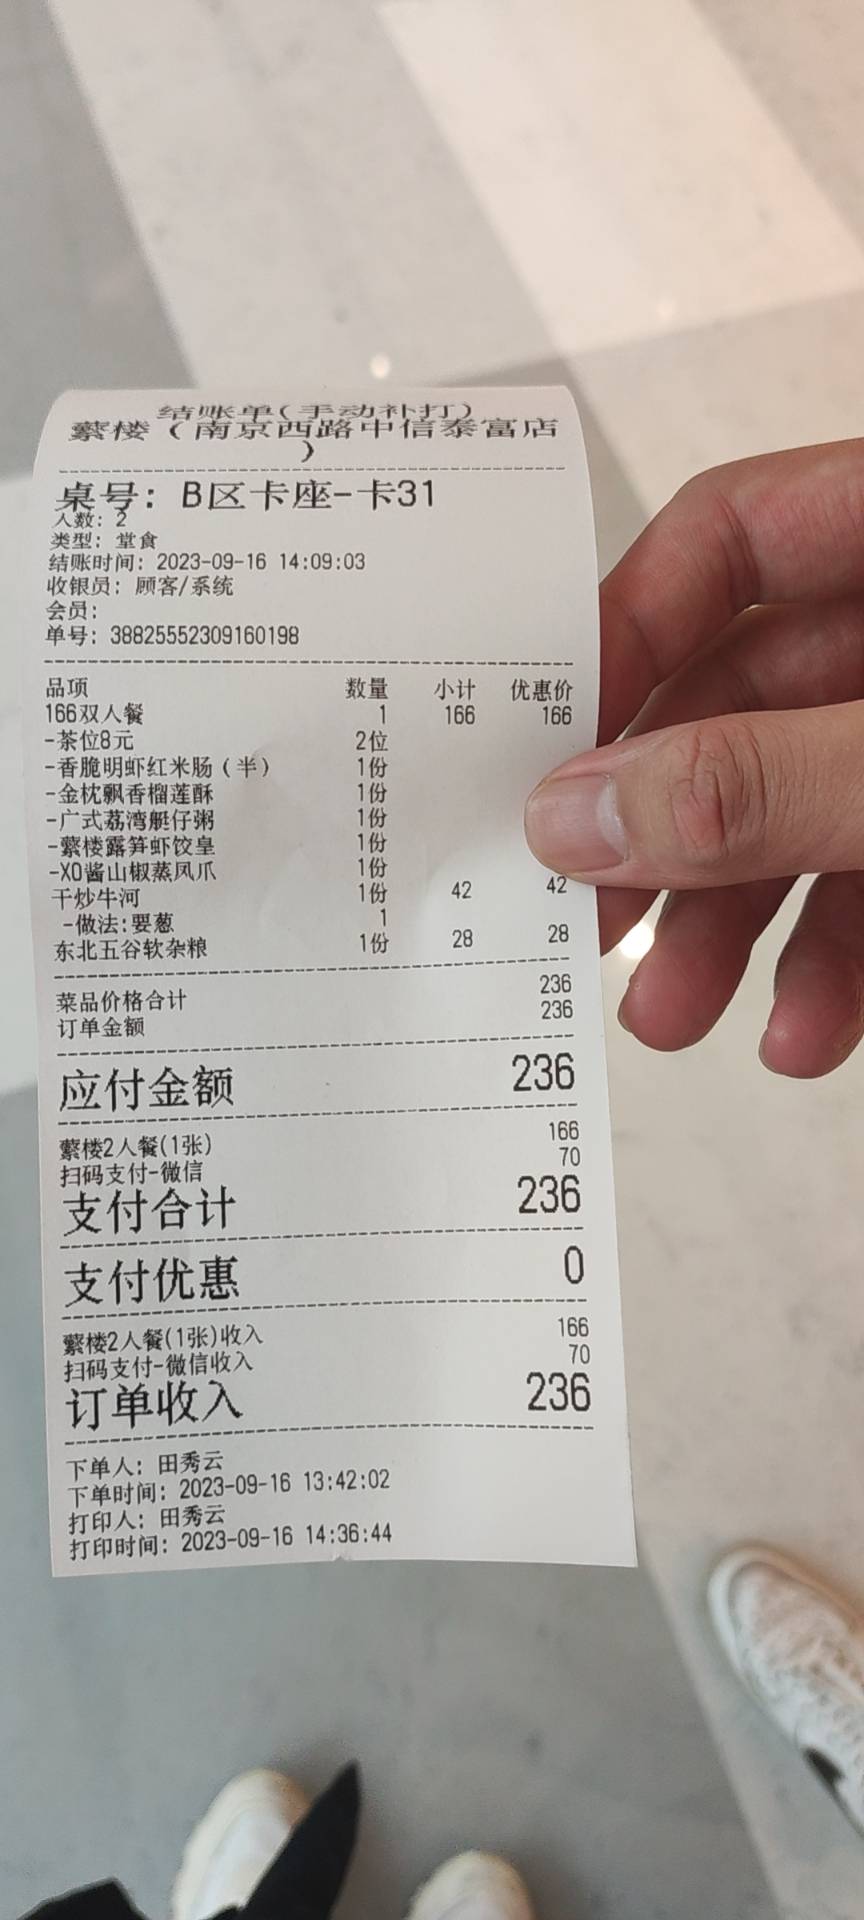 结账单(手动补打)
蘩楼（南京西路中信泰富店
）
桌号: B区卡座-卡31
人数: 2
类型: 堂食
结账时间: 2023-09-16 14:09:03
收银员: 顾客/系统
会员:
单号: 38825552309160198
品项 数量 小计 优惠价
166双人餐 1 166 166
-茶位8元 2位
-香脆明虾红米肠（半） 1份
-金枕飘香榴莲酥 1份
-广式荔湾艇仔粥 1份
-蘩楼露笋虾饺皇 1份
-XO酱山椒蒸凤爪 1份
干炒牛河 1份 42 42
-做法:要葱 1
东北五谷软杂粮 1份 28 28
菜品价格合计 236
订单金额 236
应付金额 236
蘩楼2人餐(1张) 166
扫码支付-微信 70
支付合计 236
支付优惠 0
蘩楼2人餐(1张)收入 166
扫码支付-微信收入 70
订单收入 236
下单人: 田秀云
下单时间: 2023-09-16 13:42:02
打印人: 田秀云
打印时间: 2023-09-16 14:36:44